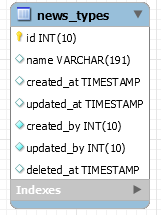 news_types
id INT(10)
name VARCHAR(191)
created_at TIMESTAMP
updated_at TIMESTAMP
created_by INT(10)
updated_by INT(10)
deleted_at TIMESTAMP
Indexes